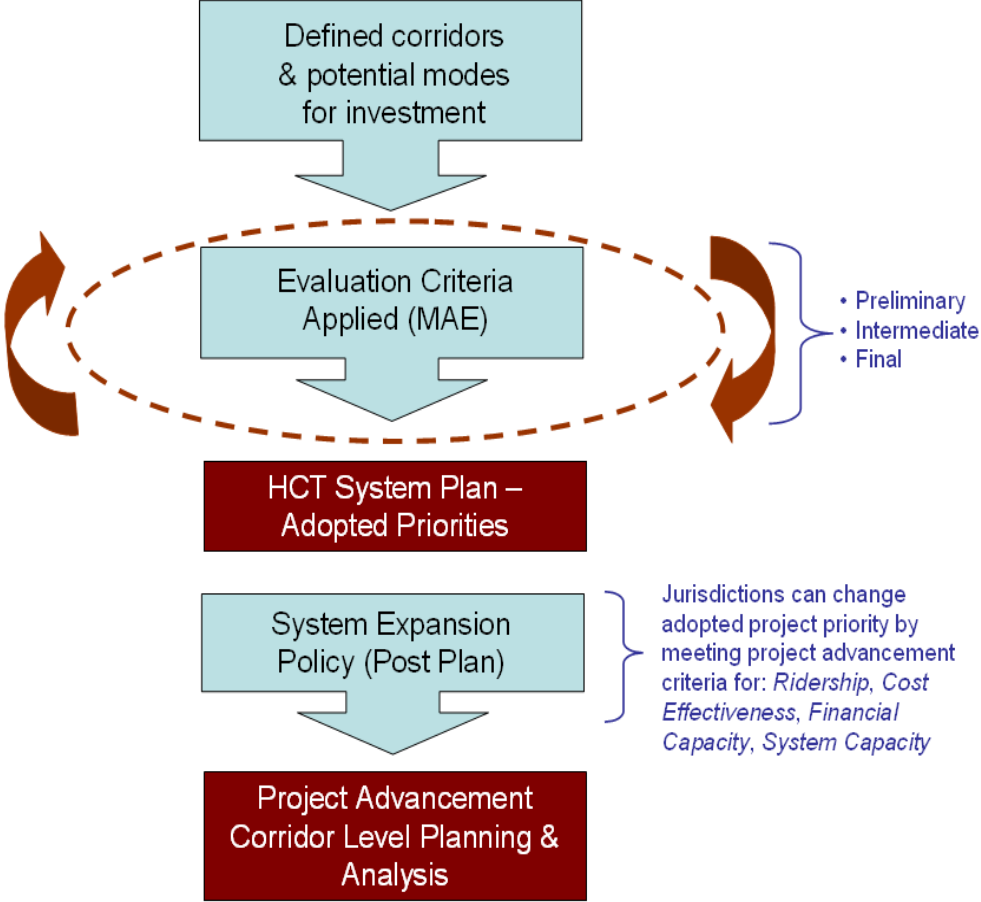 Defined corridors
& potential modes
for investment
Evaluation Criteria
Applied (MAE)
• Preliminary
• Intermediate
• Final
HCT System Plan –
Adopted Priorities
System Expansion
Policy (Post Plan)
Jurisdictions can change
adopted project priority by
meeting project advancement
criteria for: Ridership, Cost
Effectiveness, Financial
Capacity, System Capacity
Project Advancement
Corridor Level Planning &
Analysis